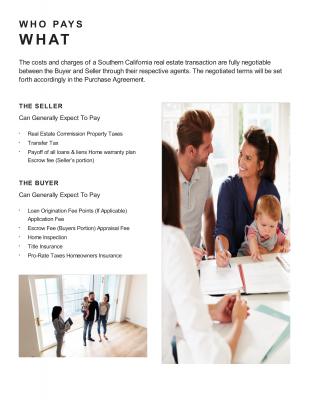 WHO PAYS
WHAT
The costs and charges of a Southern California real estate transaction are fully negotiable
between the Buyer and Seller through their respective agents. The negotiated terms will be set
forth accordingly in the Purchase Agreement.
THE SELLER
Can Generally Expect To Pay
• Real Estate Commission Property Taxes
• Transfer Tax
• Payoff of all loans & liens Home warranty plan
Escrow fee (Seller's portion)
THE BUYER
Can Generally Expect To Pay
• Loan Origination Fee Points (If Applicable)
Application Fee
• Escrow Fee (Buyers Portion) Appraisal Fee
• Home Inspection
• Title Insurance
• Pro-Rate Taxes Homeowners Insurance